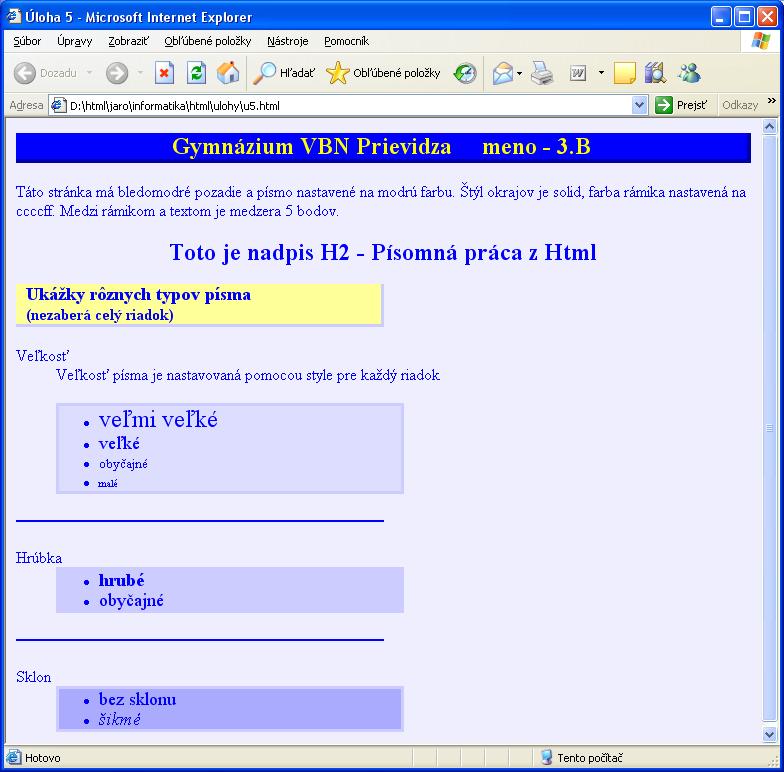 Úloha 5 - Microsoft Internet Explorer
Súbor Úpravy Zobraziť Obľúbené položky Nástroje Pomocník
Dozadu Hľadať Obľúbené položky
Adresa D:\html\jaro\informatika\html\ulohy\u5.html Prejsť Odkazy »
Gymnázium VBN Prievidza meno - 3.B
Táto stránka má bledomodré pozadie a písmo nastavené na modrú farbu. Štýl okrajov je solid, farba rámika nastavená na
ccccff. Medzi rámikom a textom je medzera 5 bodov.
Toto je nadpis H2 - Písomná práca z Html
Ukážky rôznych typov písma
(nezaberá celý riadok)
Veľkosť
Veľkosť písma je nastavovaná pomocou style pre každý riadok
• veľmi veľké
• veľké
• obyčajné
• malé
Hrúbka
• hrubé
• obyčajné
Sklon
• bez sklonu
• šikmé
Hotovo Tento počítač